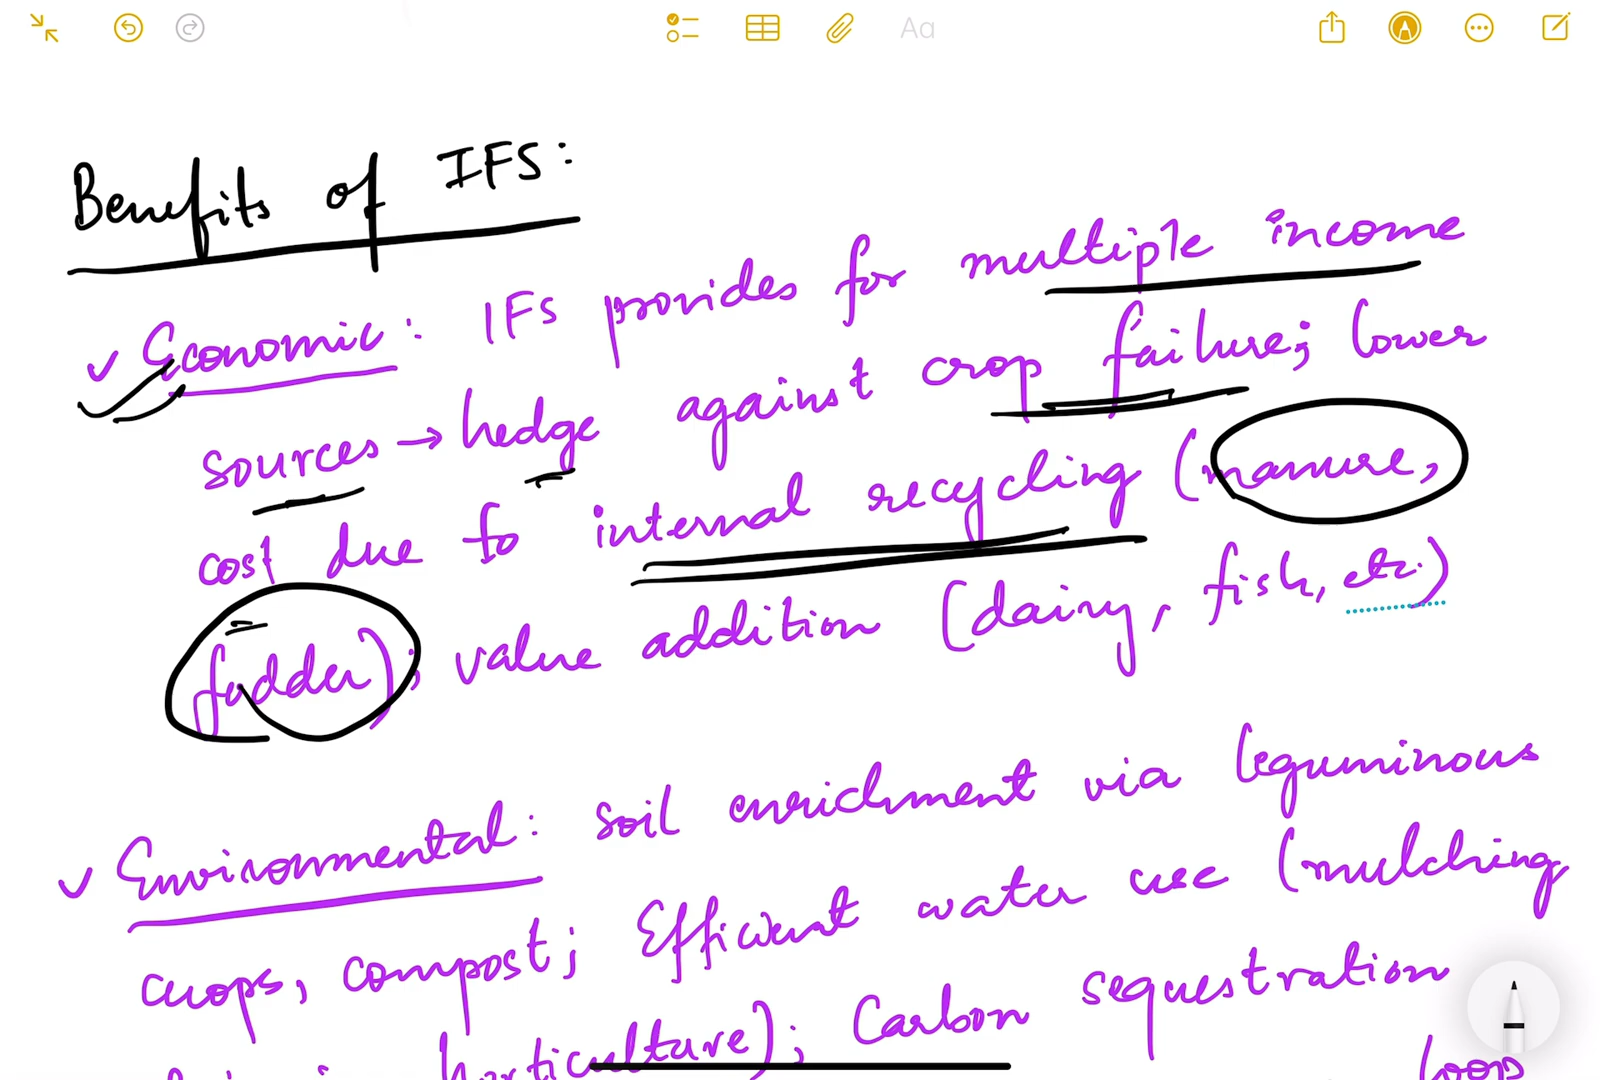 Aa
Benefits of IFS:
✓ Economic: IFS provides for multiple income
sources → hedge against crop failure; lower
cost due to internal recycling (manure,
fodder); value addition (dairy, fish, etc.)
✓ Environmental: soil enrichment via leguminous
crops, compost; Efficient water use (mulching
horticulture); Carbon sequestration
loop